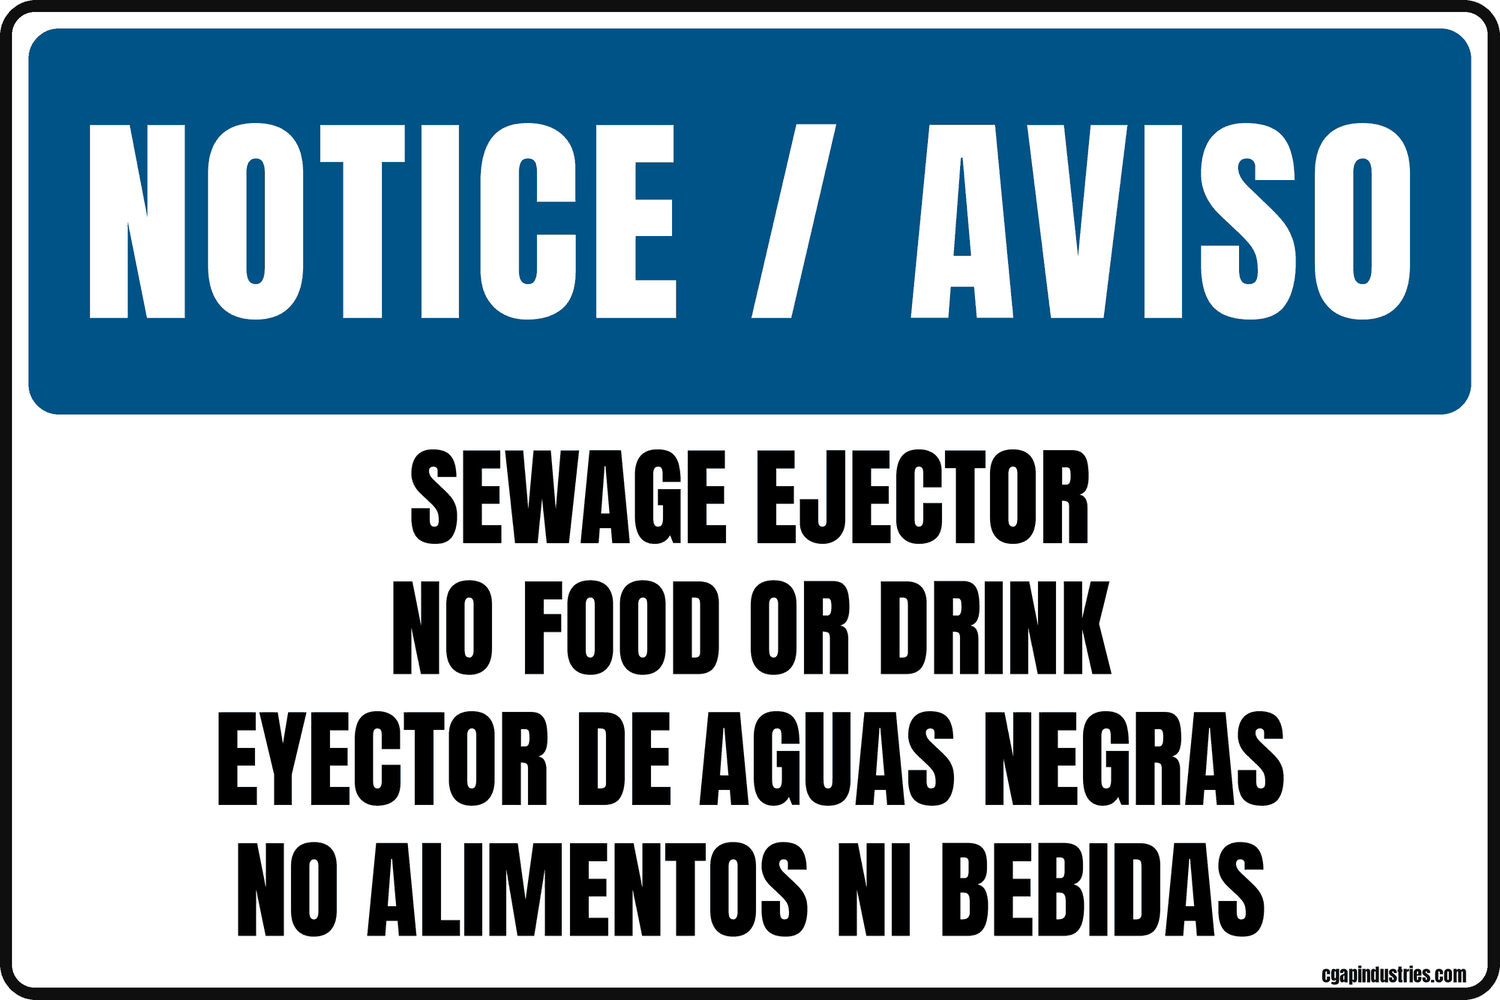 NOTICE / AVISO
SEWAGE EJECTOR
NO FOOD OR DRINK
EYECTOR DE AGUAS NEGRAS
NO ALIMENTOS NI BEBIDAS
cgapindustries.com